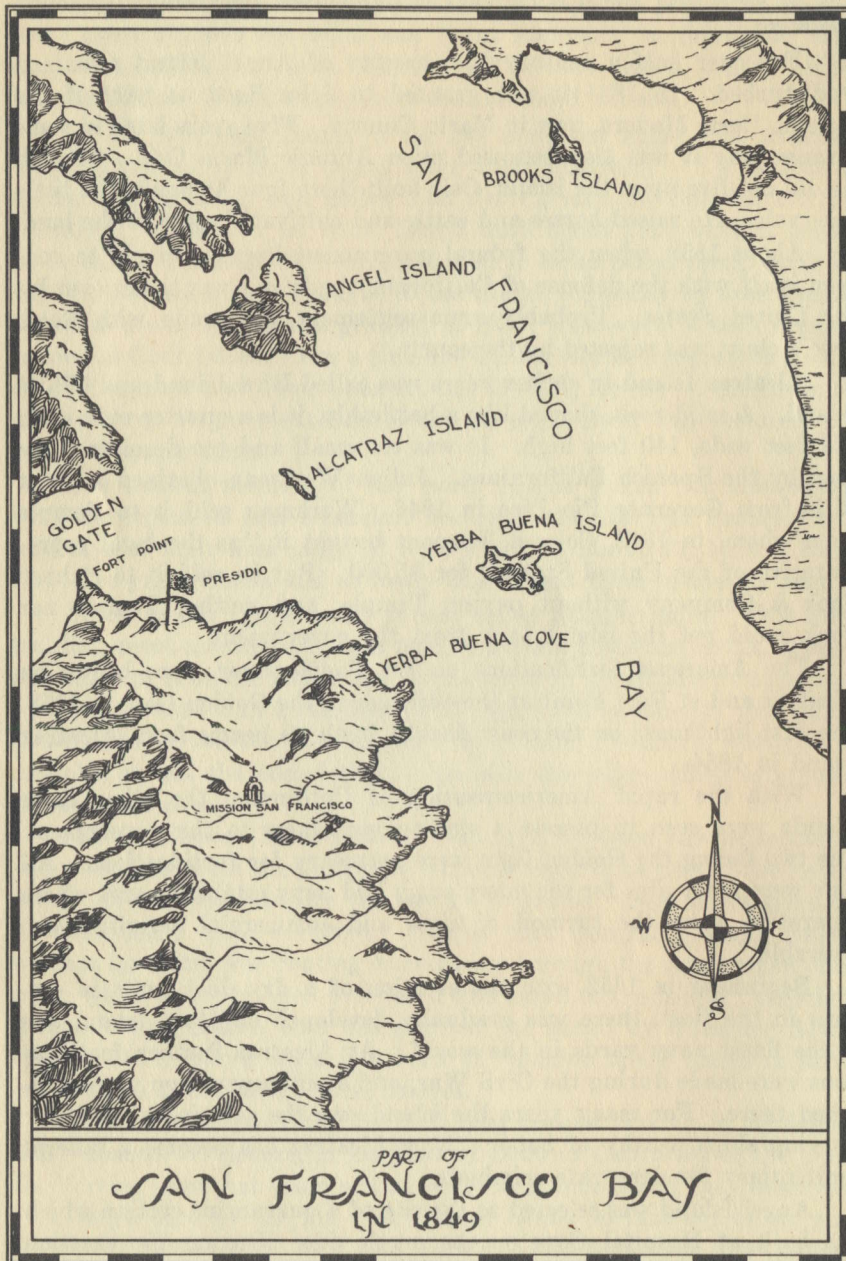 SAN
FRANCISCO
BAY
BROOKS ISLAND
ANGEL ISLAND
ALCATRAZ ISLAND
GOLDEN
GATE
FORT POINT
PRESIDIO
YERBA BUENA ISLAND
YERBA BUENA COVE
MISSION SAN FRANCISCO
N
W
E
S
PART OF
SAN FRANCISCO BAY
IN 1849